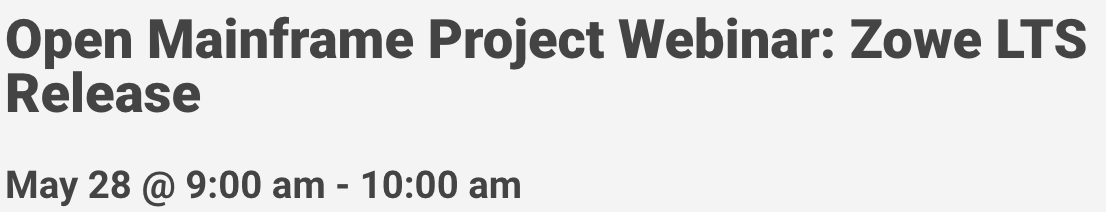 Open Mainframe Project Webinar: Zowe LTS
Release
May 28 @ 9:00 am - 10:00 am